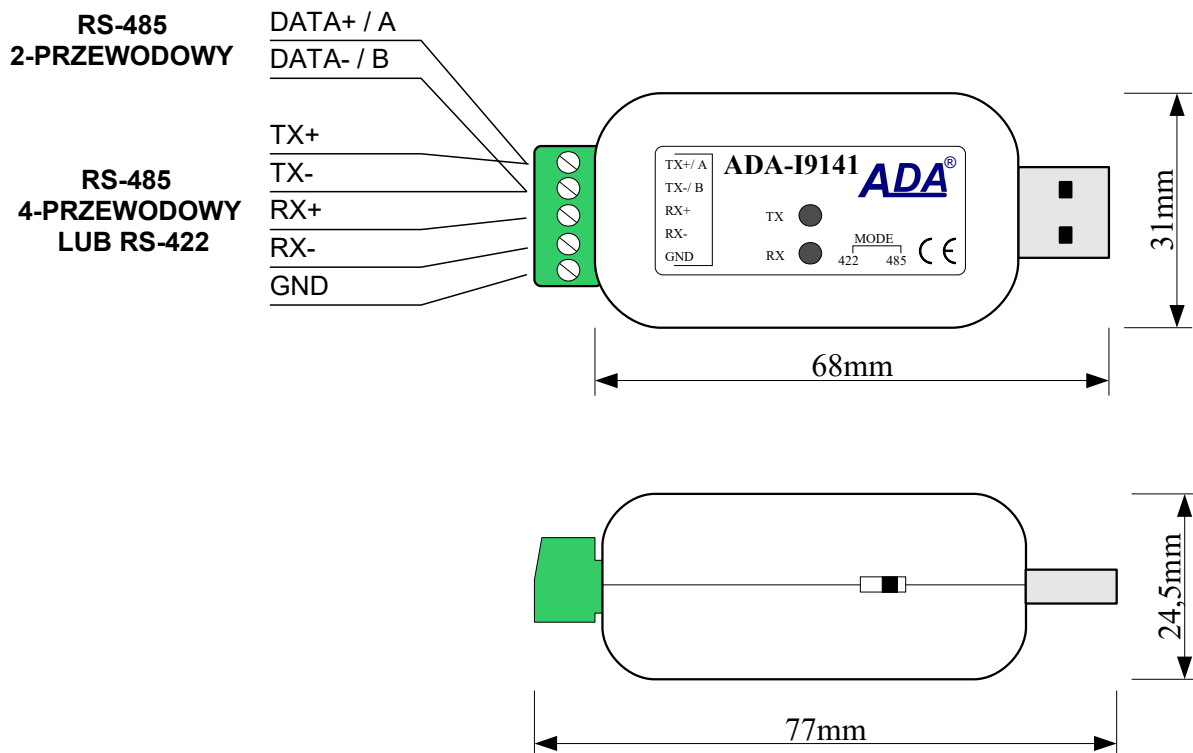 RS-485
2-PRZEWODOWY
DATA+ / A
DATA- / B
TX+
TX-
RX+
RX-
GND
RS-485
4-PRZEWODOWY
LUB RS-422
TX+/ A
TX-/ B
RX+
RX-
GND
ADA-I9141
ADA®
TX
RX
MODE
422 485
CE
31mm
68mm
24,5mm
77mm